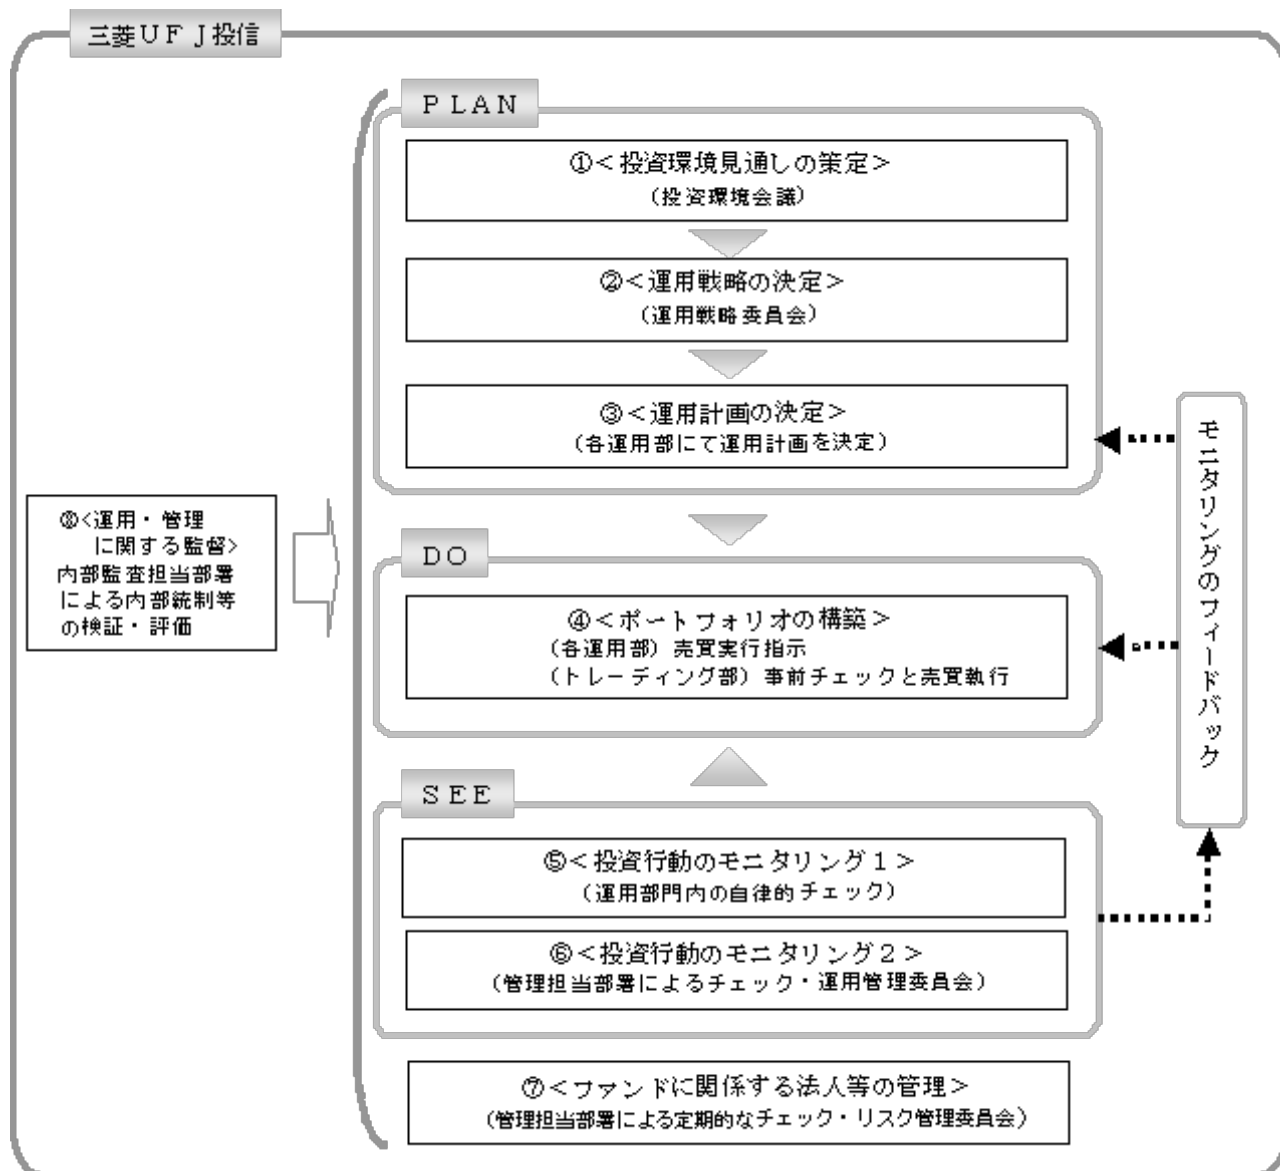 三菱ＵＦＪ投信
ＰＬＡＮ
①＜投資環境見通しの策定＞
（投資環境会議）
②＜運用戦略の決定＞
（運用戦略委員会）
③＜運用計画の決定＞
（各運用部にて運用計画を決定）
ＤＯ
④＜ポートフォリオの構築＞
（各運用部）売買実行指示
（トレーディング部）事前チェックと売買執行
ＳＥＥ
⑤＜投資行動のモニタリング１＞
（運用部門内の自律的チェック）
⑥＜投資行動のモニタリング２＞
（管理担当部署によるチェック・運用管理委員会）
⑦＜ファンドに関係する法人等の管理＞
（管理担当部署による定期的なチェック・リスク管理委員会）
⑧<運用・管理
に関する監督>
内部監査担当部署
による内部統制等
の検証・評価
モニタリングのフィードバック